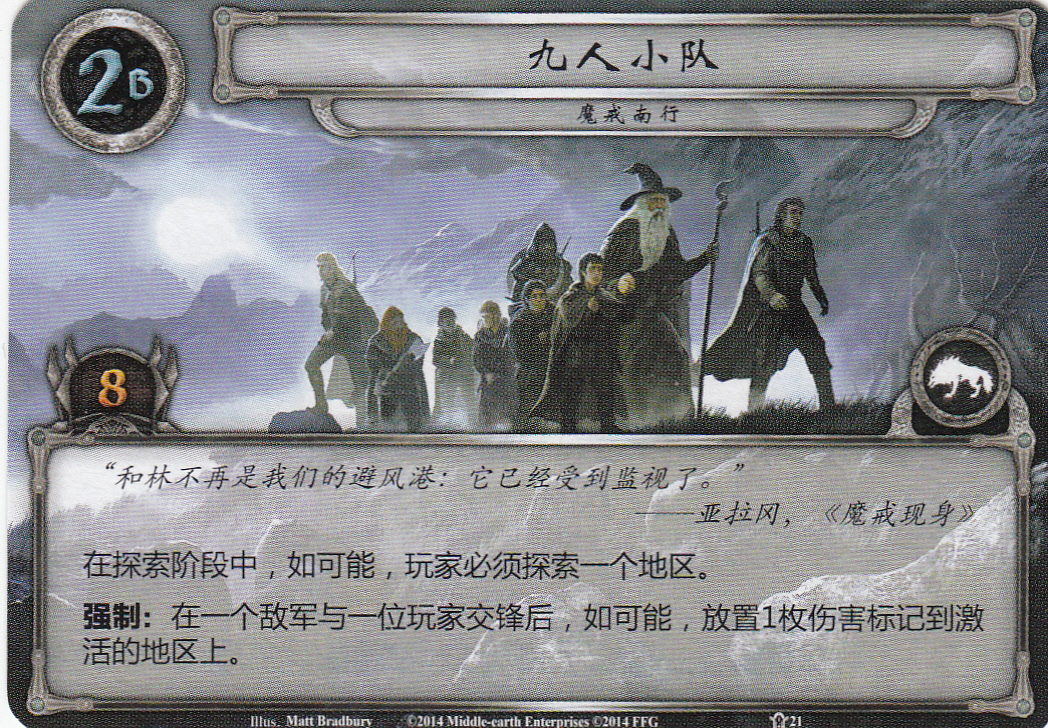 2B
九人小队
魔戒南行
8
“和林不再是我们的避风港：它已经受到监视了。”
——亚拉冈，《魔戒现身》
在探索阶段中，如可能，玩家必须探索一个地区。
强制：在一个敌军与一位玩家交锋后，如可能，放置1枚伤害标记到激
活的地区上。
Illus. Matt Bradbury ©2014 Middle-earth Enterprises ©2014 FFG 21